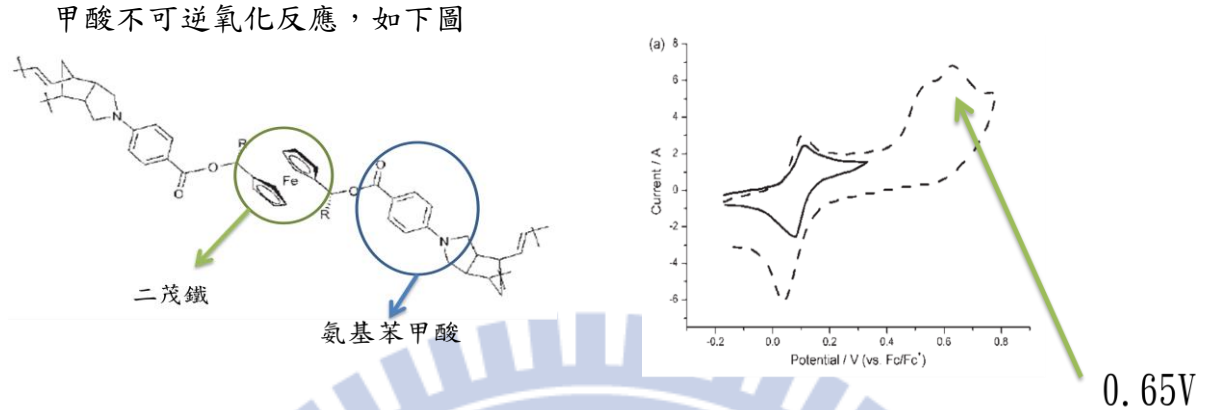 甲酸不可逆氧化反應，如下圖
N
R
O
O
Fe
O
O
R
N
二茂鐵
氨基苯甲酸
(a)
8
6
4
2
0
-2
-4
-6
Current / A
-0.2 0.0 0.2 0.4 0.6 0.8
Potential / V (vs. Fc/Fc⁺)
0.65V